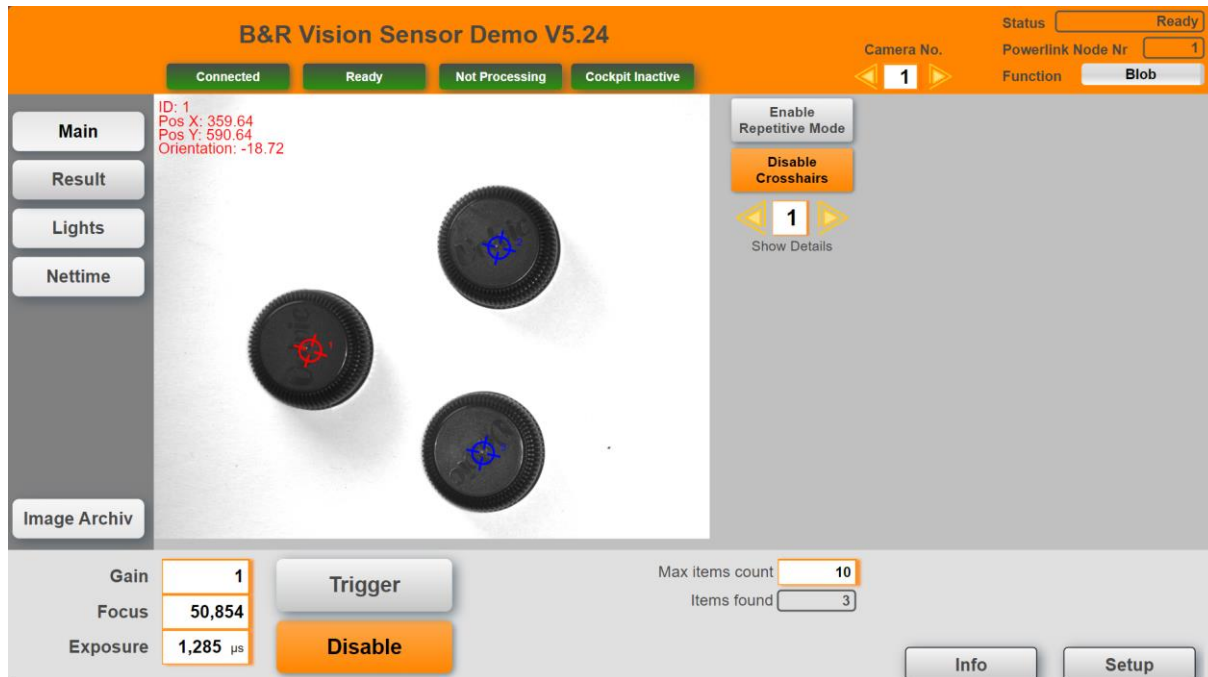 B&R Vision Sensor Demo V5.24
Connected
Ready
Not Processing
Cockpit Inactive
Camera No.
1
Status Ready
Powerlink Node Nr 1
Function Blob
Main
Result
Lights
Nettime
Image Archiv
ID: 1
Pos X: 359.64
Pos Y: 590.64
Orientation: -18.72
Enable
Repetitive Mode
Disable
Crosshairs
1
Show Details
Gain 1
Focus 50,854
Exposure 1,285 µs
Trigger
Disable
Max items count 10
Items found 3
Info
Setup